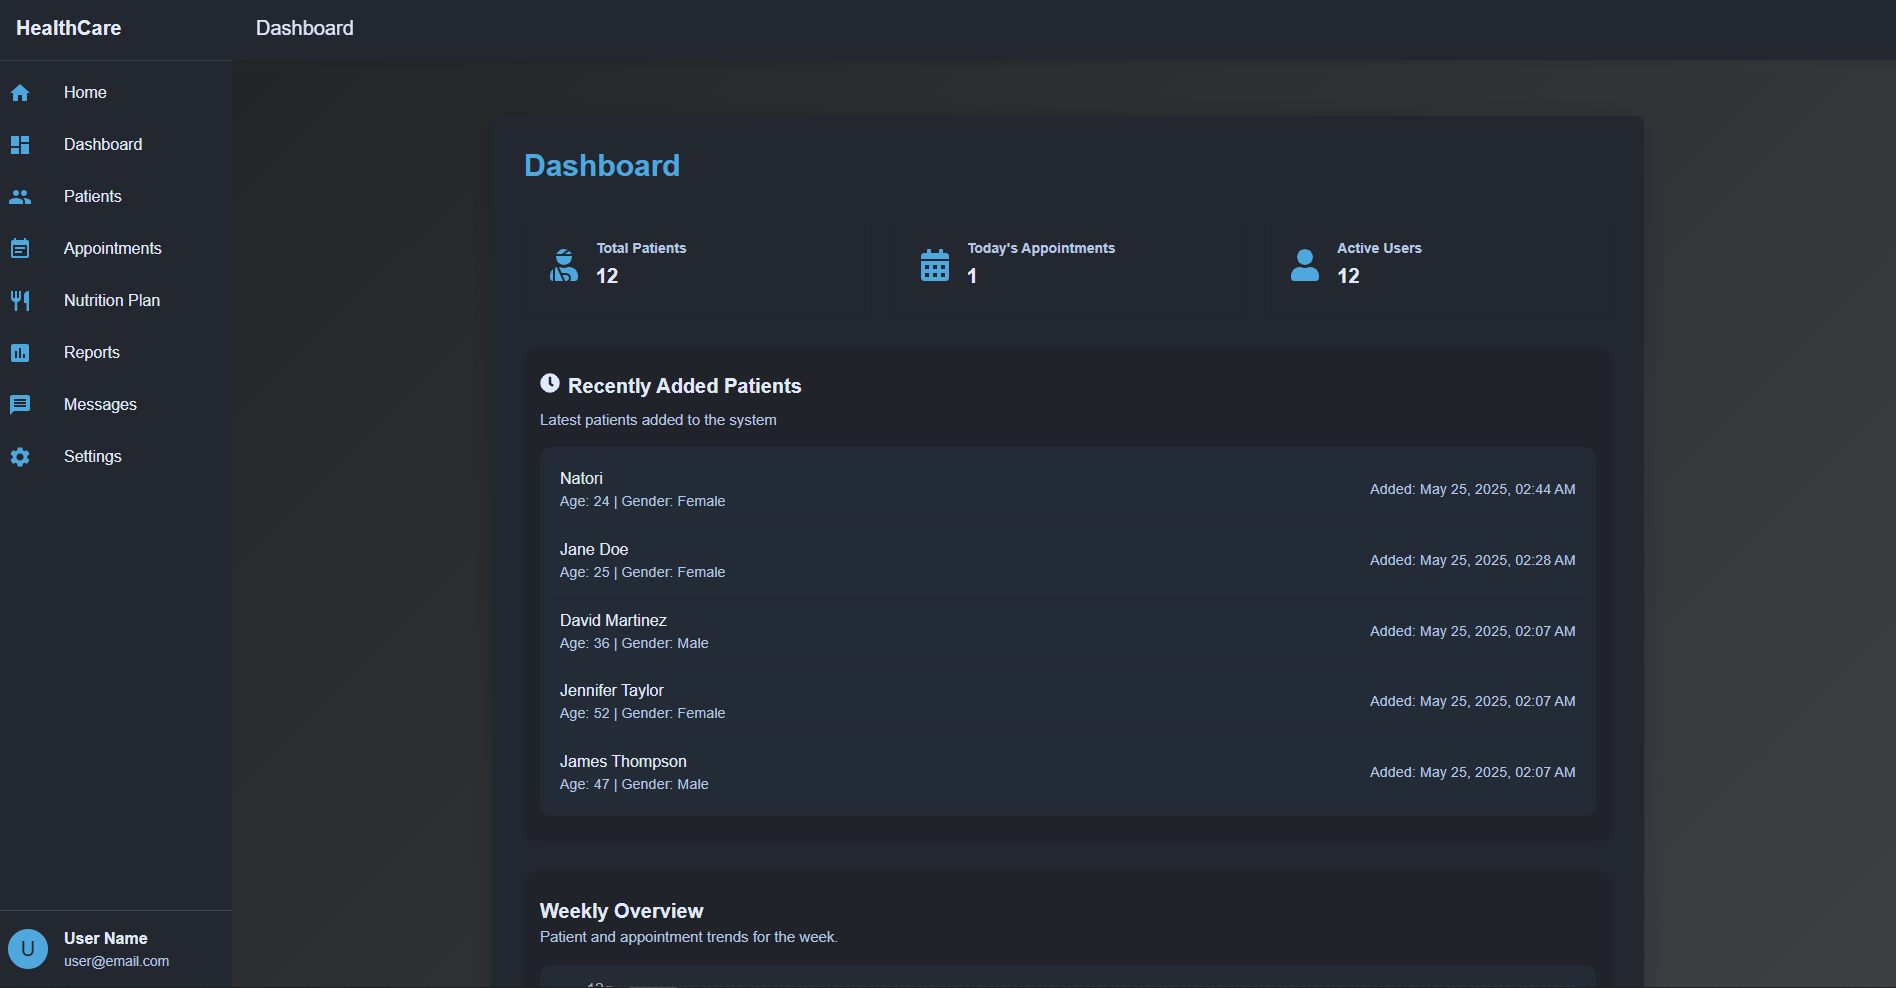 HealthCare
Dashboard
Home
Dashboard
Patients
Appointments
Nutrition Plan
Reports
Messages
Settings
U
User Name
user@email.com
Dashboard
Total Patients
12
Today's Appointments
1
Active Users
12
Recently Added Patients
Latest patients added to the system
Natori
Age: 24 | Gender: Female
Added: May 25, 2025, 02:44 AM
Jane Doe
Age: 25 | Gender: Female
Added: May 25, 2025, 02:28 AM
David Martinez
Age: 36 | Gender: Male
Added: May 25, 2025, 02:07 AM
Jennifer Taylor
Age: 52 | Gender: Female
Added: May 25, 2025, 02:07 AM
James Thompson
Age: 47 | Gender: Male
Added: May 25, 2025, 02:07 AM
Weekly Overview
Patient and appointment trends for the week.